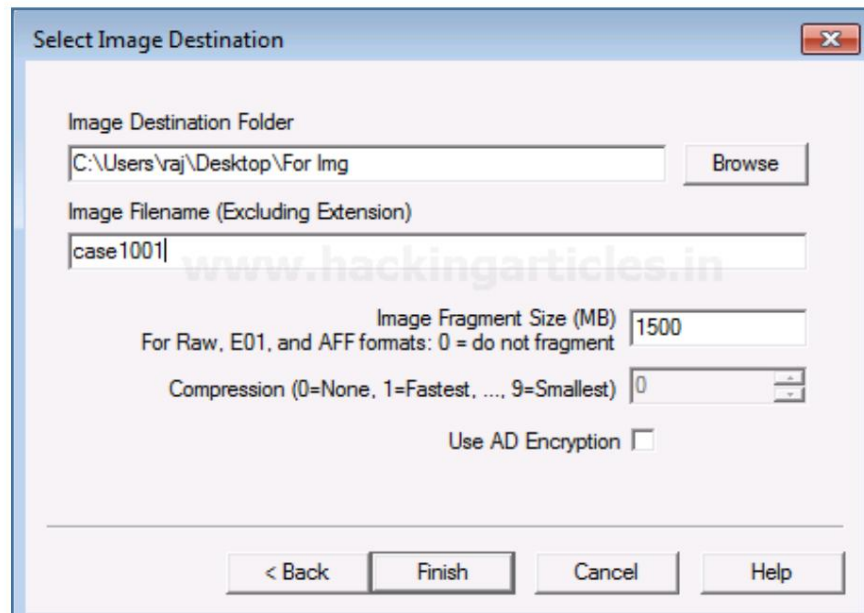 Select Image Destination
Image Destination Folder
C:\Users\raj\Desktop\For Img
Browse
Image Filename (Excluding Extension)
case1001
www.hackingarticles.in
Image Fragment Size (MB)
For Raw, E01, and AFF formats: 0 = do not fragment
1500
Compression (0=None, 1=Fastest, ..., 9=Smallest)
0
Use AD Encryption
< Back
Finish
Cancel
Help